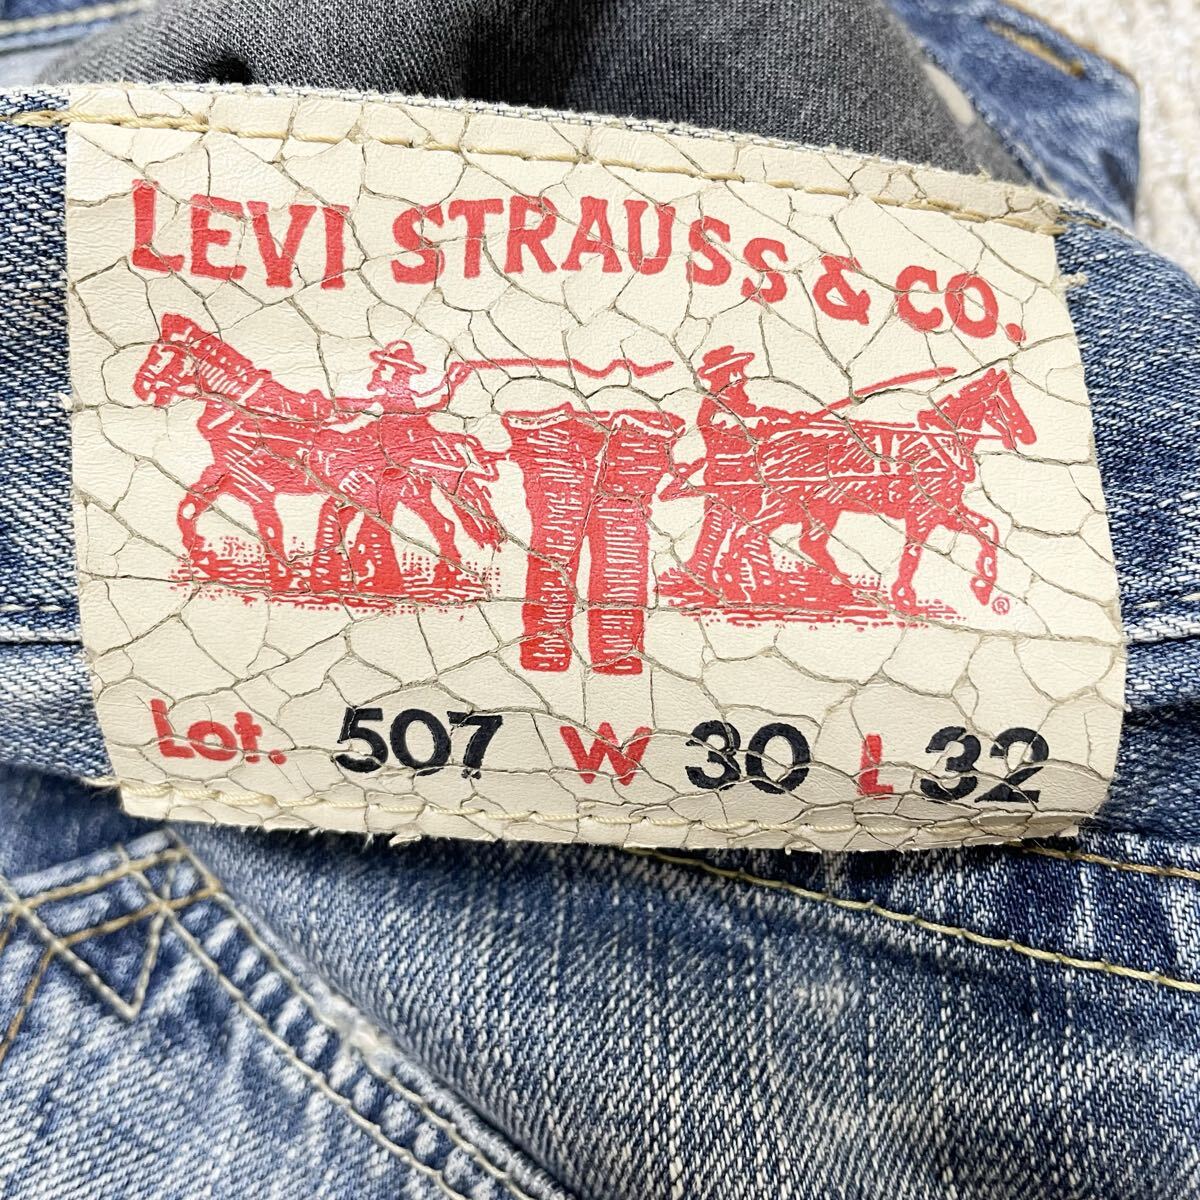 LEVI STRAUSS & CO.
®
Lot. 507 W 30 L 32